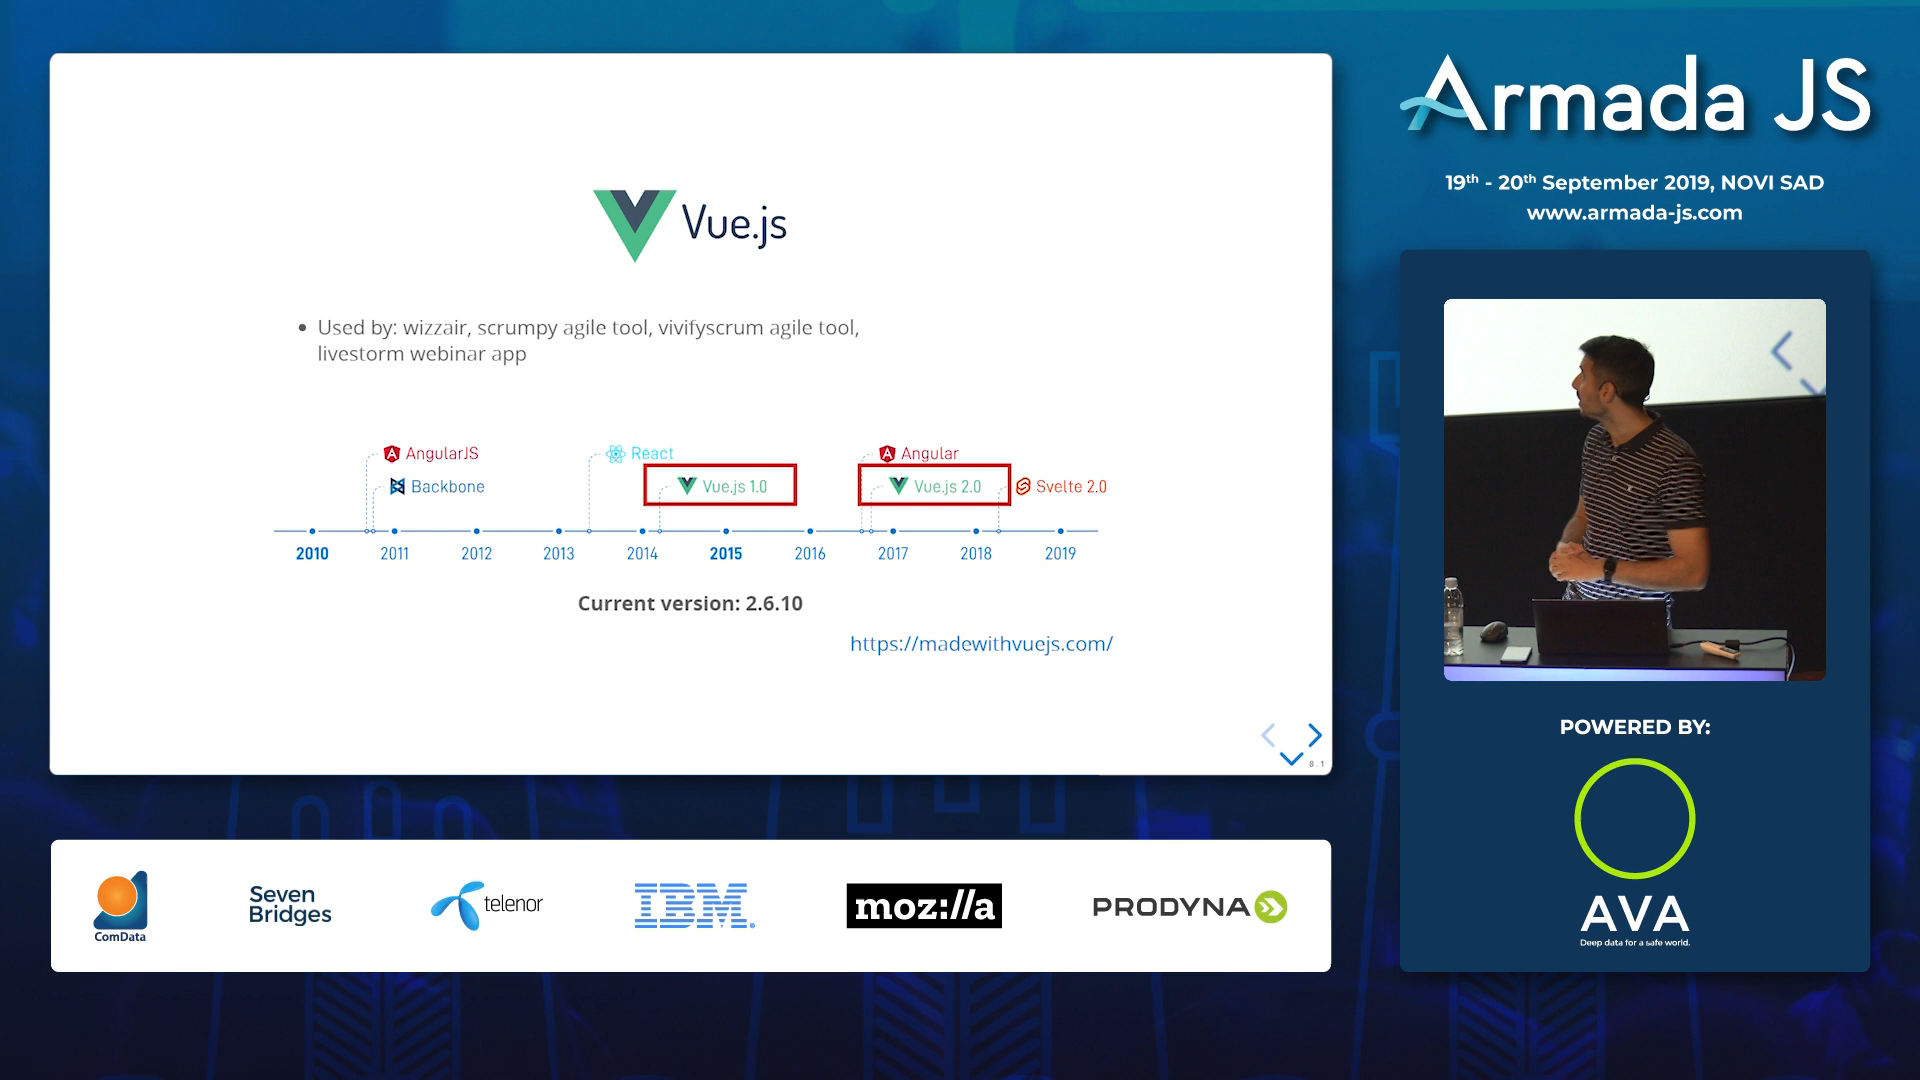 Vue.js
Used by: wizzair, scrumpy agile tool, vivifyscrum agile tool,
livestorm webinar app
AngularJS
React
Angular
Backbone
Vue.js 1.0
Vue.js 2.0
Svelte 2.0
2010 2011 2012 2013 2014 2015 2016 2017 2018 2019
Current version: 2.6.10
https://madewithvuejs.com/
8.1
Armada JS
19th - 20th September 2019, NOVI SAD
www.armada-js.com
POWERED BY:
AVA
Deep data for a safe world.
ComData
Seven
Bridges
telenor
IBM
moz://a
PRODYNA